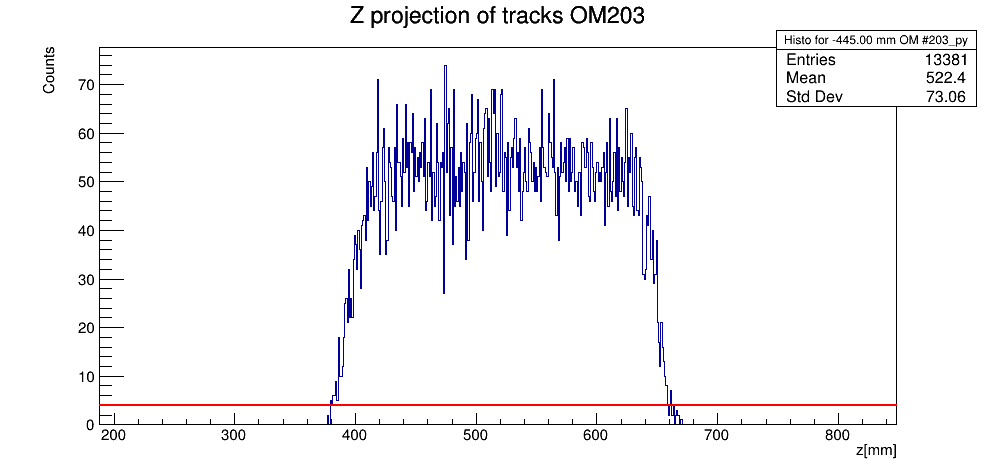 Z projection of tracks OM203
Histo for -445.00 mm OM #203_py
Entries 13381
Mean 522.4
Std Dev 73.06
Counts
70
60
50
40
30
20
10
0
200 300 400 500 600 700 800
z[mm]